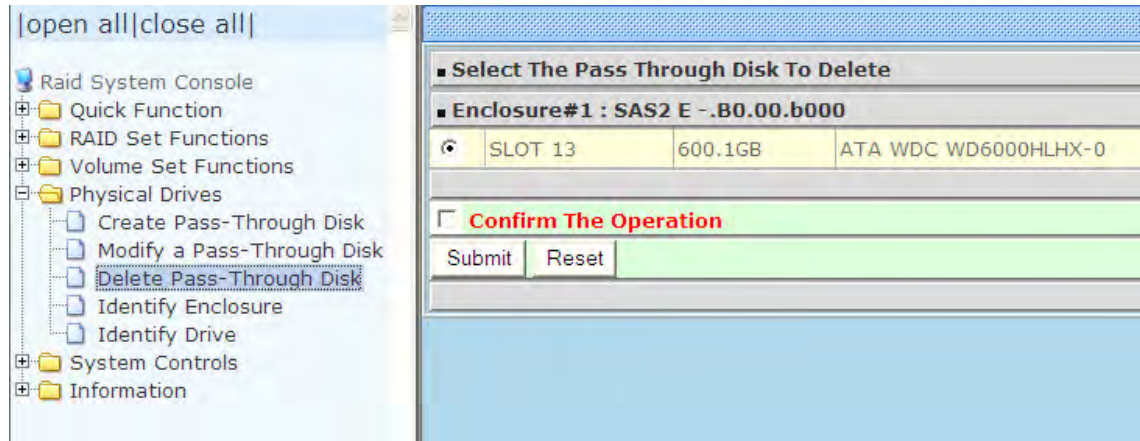 |open all|close all|
Raid System Console
Quick Function
RAID Set Functions
Volume Set Functions
Physical Drives
Create Pass-Through Disk
Modify a Pass-Through Disk
Delete Pass-Through Disk
Identify Enclosure
Identify Drive
System Controls
Information
Select The Pass Through Disk To Delete
Enclosure#1 : SAS2 E -.B0.00.b000
SLOT 13 600.1GB ATA WDC WD6000HLHX-0
Confirm The Operation
Submit Reset